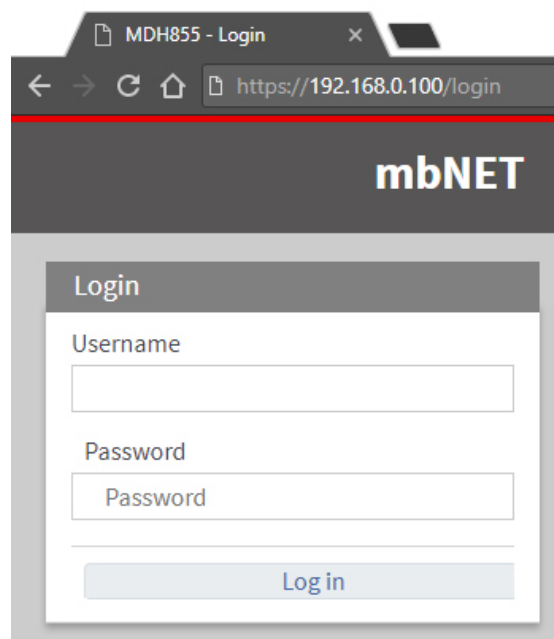 MDH855 - Login
https://192.168.0.100/login
mbNET
Login
Username
Password
Password
Log in